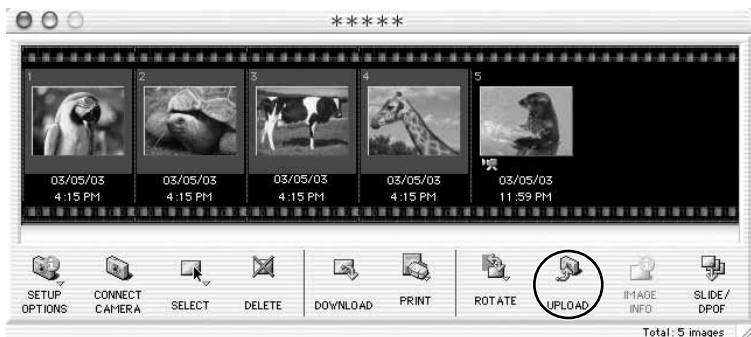 *****
1 2 3 4 5
03/05/03 03/05/03 03/05/03 03/05/03 03/05/03
4:15 PM 4:15 PM 4:15 PM 4:15 PM 11:59 PM
SETUP OPTIONS CONNECT CAMERA SELECT DELETE DOWNLOAD PRINT ROTATE UPLOAD IMAGE INFO SLIDE/ DPOF
Total: 5 images